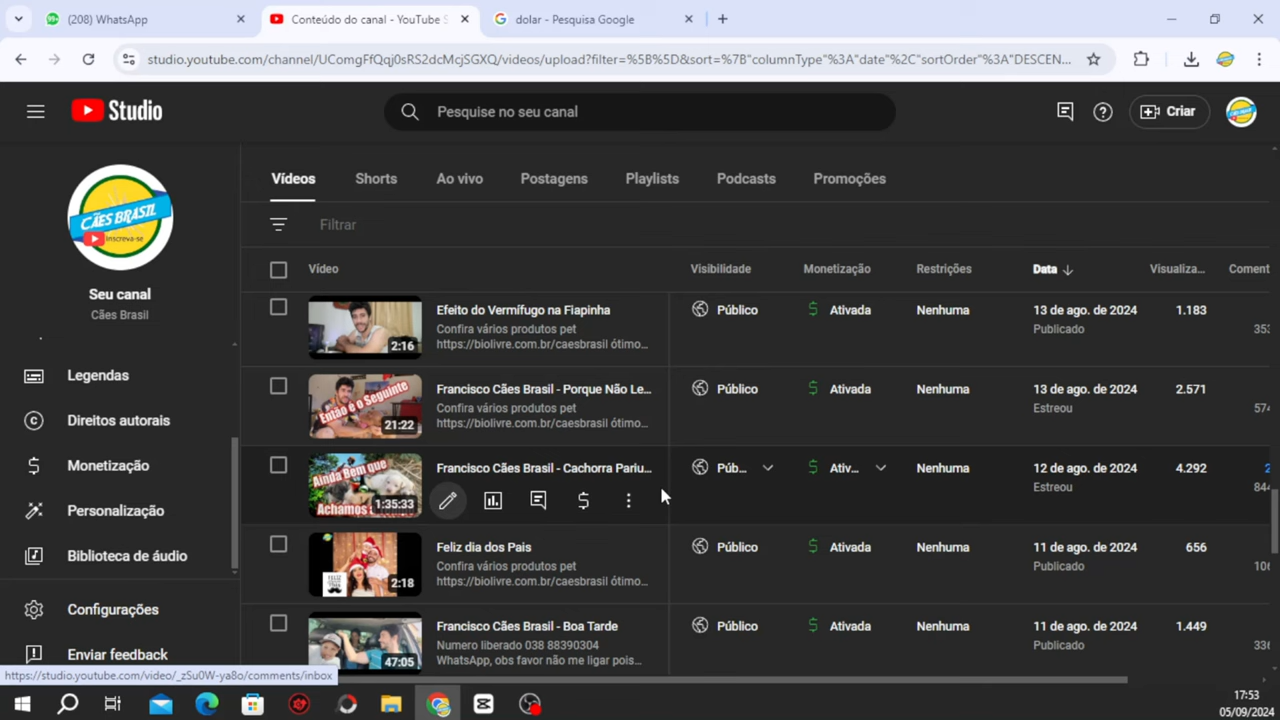 (208) WhatsApp
Conteúdo do canal - YouTube S
dolar - Pesquisa Google
studio.youtube.com/channel/UComgFfQqj0sRS2dcMcjSGXQ/videos/upload?filter=%5B%5D&sort=%7B"columnType"%3A"date"%2C"sortOrder"%3A"DESCEN...
Studio
Pesquise no seu canal
Criar
CÃES BRASIL
inscreva-se
Seu canal
Cães Brasil
Legendas
Direitos autorais
Monetização
Personalização
Biblioteca de áudio
Configurações
Enviar feedback
Vídeos Shorts Ao vivo Postagens Playlists Podcasts Promoções
Filtrar
Vídeo Visibilidade Monetização Restrições Data Visualiza... Coment
2:16 Efeito do Vermífugo na Fiapinha Público Ativada Nenhuma 13 de ago. de 2024 1.183
Confira vários produtos pet Publicado 353
https://biolivre.com.br/caesbrasil ótimo...
Então é o Seguinte
21:22 Francisco Cães Brasil - Porque Não Le... Público Ativada Nenhuma 13 de ago. de 2024 2.571
Confira vários produtos pet Estreou 574
https://biolivre.com.br/caesbrasil ótimo...
Ainda Bem que
Achamos
1:35:33 Francisco Cães Brasil - Cachorra Pariu... Púb... Ativ... Nenhuma 12 de ago. de 2024 4.292 2
Estreou 844
2:18 Feliz dia dos Pais Público Ativada Nenhuma 11 de ago. de 2024 656
Confira vários produtos pet Publicado 106
https://biolivre.com.br/caesbrasil ótimo...
47:05 Francisco Cães Brasil - Boa Tarde Público Ativada Nenhuma 11 de ago. de 2024 1.449
Numero liberado 038 88390304 Publicado 336
WhatsApp, obs favor não me ligar pois...
https://studio.youtube.com/video/_zSu0W-ya8o/comments/inbox
17:53
05/09/2024